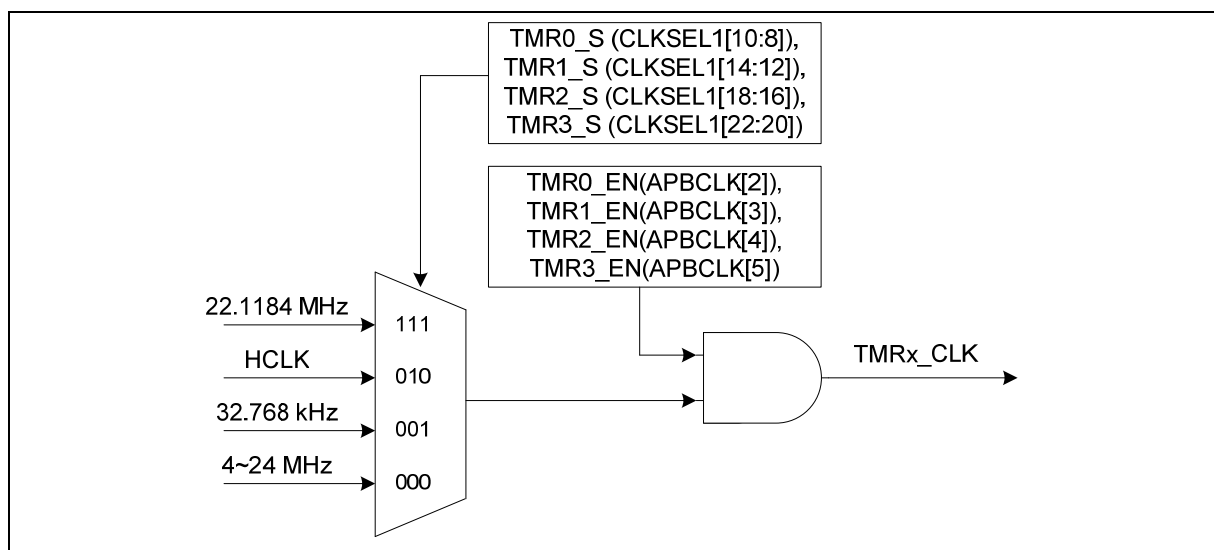 TMR0_S (CLKSEL1[10:8]),
TMR1_S (CLKSEL1[14:12]),
TMR2_S (CLKSEL1[18:16]),
TMR3_S (CLKSEL1[22:20])
TMR0_EN(APBCLK[2]),
TMR1_EN(APBCLK[3]),
TMR2_EN(APBCLK[4]),
TMR3_EN(APBCLK[5])
22.1184 MHz
111
HCLK
010
32.768 kHz
001
4~24 MHz
000
TMRx_CLK